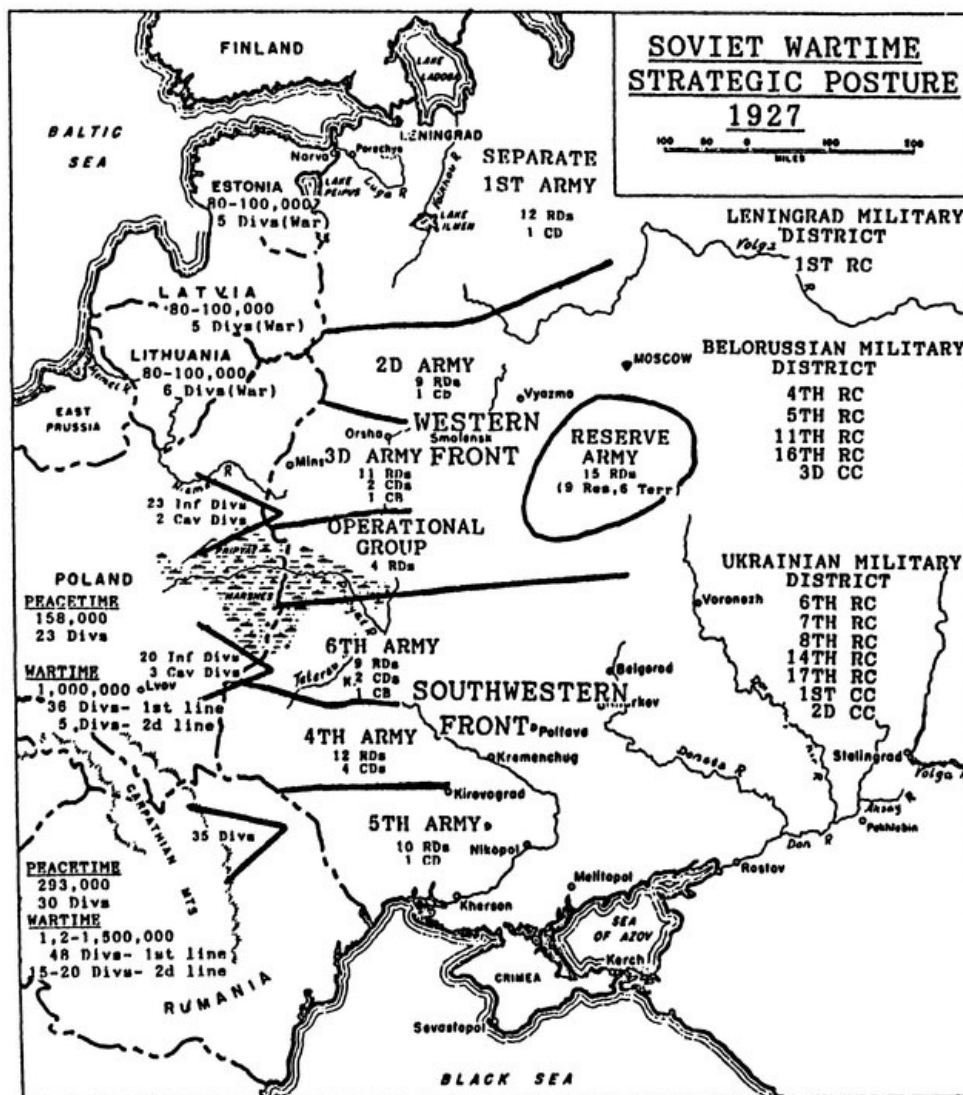 SOVIET WARTIME
STRATEGIC POSTURE
1927
100 50 0 100 200
MILES
FINLAND
LAKE
LADOGA
BALTIC
SEA
LENINGRAD
Narva
Porechye
Luga R
LAKE
PEIPUS
LAKE
ILMEN
SEPARATE
1ST ARMY
12 RDs
1 CD
ESTONIA
80-100,000?
5 Divs(War)
LENINGRAD MILITARY
DISTRICT
1ST RC
Volga
R
LATVIA
80-100,000
5 Divs(War)
LITHUANIA
80-100,000
6 Divs(War)
EAST
PRUSSIA
2D ARMY
9 RDs
1 CD
MOSCOW
Vyazma
WESTERN
FRONT
Orsha
Smolensk
3D ARMY
11 RDs
2 CDs
1 CB
Mins
R
RESERVE
ARMY
15 RDs
(9 Res,6 Terr)
BELORUSSIAN MILITARY
DISTRICT
4TH RC
5TH RC
11TH RC
16TH RC
3D CC
23 Inf Divs
2 Cav Divs
OPERATIONAL
GROUP
4 RDs
PRIPYAT
MARSHES
POLAND
PEACETIME
158,000
23 Divs
WARTIME
1,000,000
Lvov
36 Divs- 1st line
5 Divs- 2d line
20 Inf Divs
3 Cav Divs
6TH ARMY
9 RDs
2 CDs
1 CB
Teterev
SOUTHWESTERN
FRONT
UKRAINIAN MILITARY
DISTRICT
6TH RC
7TH RC
8TH RC
14TH RC
17TH RC
1ST CC
2D CC
Voronezh
Belgorod
Poltava
Kremenchug
Donets R
Don R
Stalingrad
Volga
Aksay R
4TH ARMY
12 RDs
4 CDs
Kirovograd
CARPATHIAN
MTS
35 Divs
5TH ARMY
10 RDs
1 CD
Nikopol
Don R
Rostov
Melitopol
Kherson
PEACETIME
293,000
30 Divs
WARTIME
1,2-1,500,000
48 Divs- 1st line
15-20 Divs- 2d line
RUMANIA
SEA
OF AZOV
Kerch
CRIMEA
Sevastopol
BLACK SEA